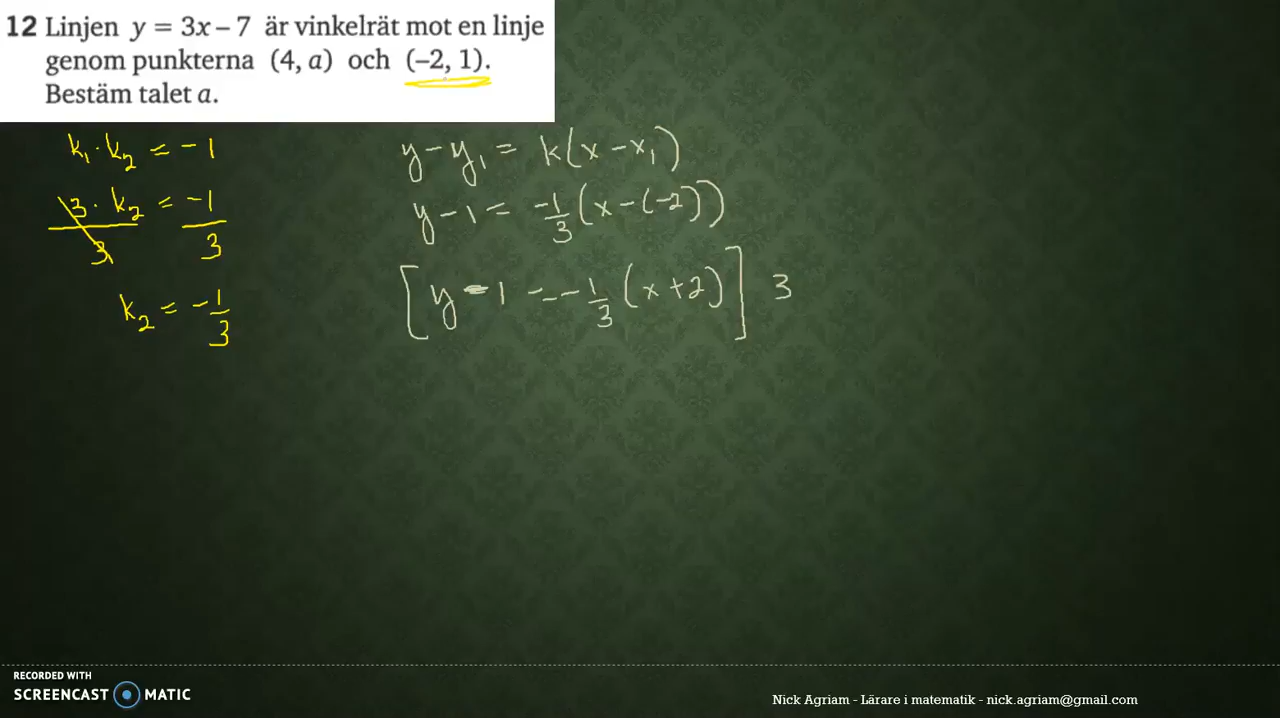 12 Linjen y = 3x – 7 är vinkelrät mot en linje
genom punkterna (4, a) och (–2, 1).
Bestäm talet a.
k₁ · k₂ = -1
3 · k₂ / 3 = -1 / 3
k₂ = -1/3
y - y₁ = k(x - x₁)
y - 1 = -1/3 (x - (-2))
[y - 1 = -1/3 (x + 2)] 3
RECORDED WITH
SCREENCAST MATIC
Nick Agriam - Lärare i matematik - nick.agriam@gmail.com